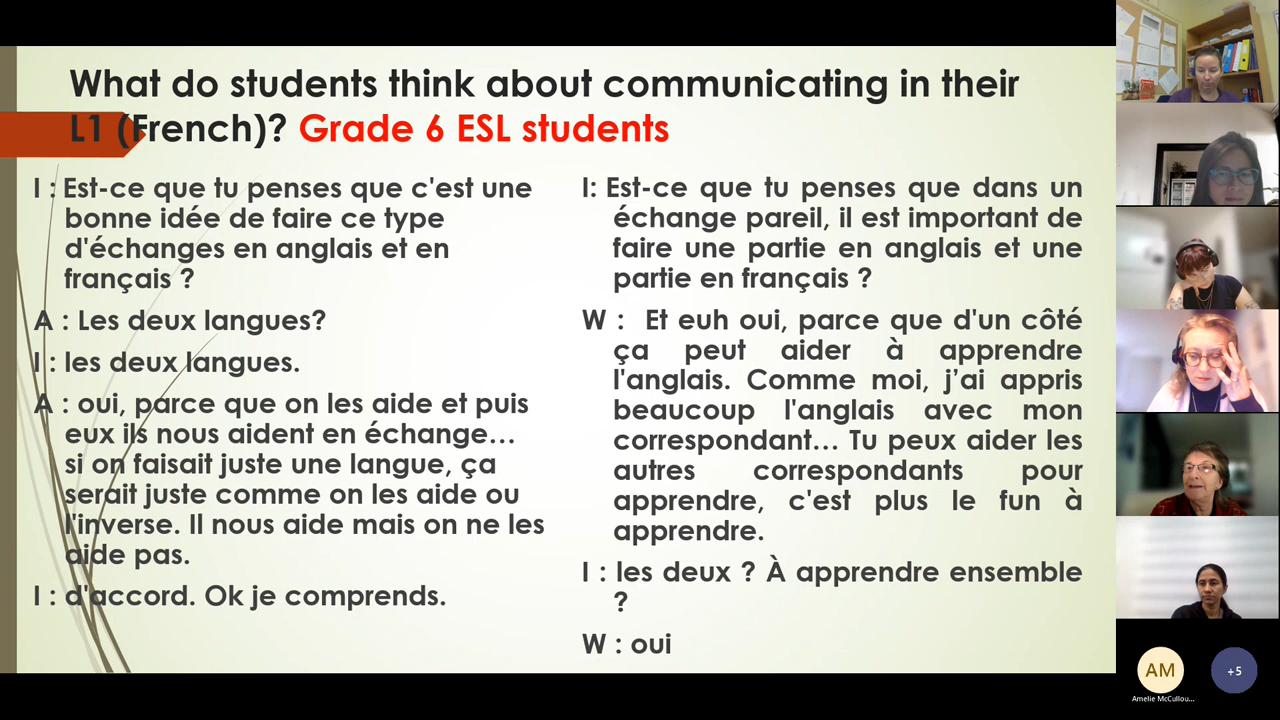 What do students think about communicating in their
L1 (French)? Grade 6 ESL students
I : Est-ce que tu penses que c'est une
bonne idée de faire ce type
d'échanges en anglais et en
français ?
A : Les deux langues?
I : les deux langues.
A : oui, parce que on les aide et puis
eux ils nous aident en échange…
si on faisait juste une langue, ça
serait juste comme on les aide ou
l'inverse. Il nous aide mais on ne les
aide pas.
I : d'accord. Ok je comprends.
I: Est-ce que tu penses que dans un
échange pareil, il est important de
faire une partie en anglais et une
partie en français ?
W : Et euh oui, parce que d'un côté
ça peut aider à apprendre
l'anglais. Comme moi, j’ai appris
beaucoup l'anglais avec mon
correspondant… Tu peux aider les
autres correspondants pour
apprendre, c'est plus le fun à
apprendre.
I : les deux ? À apprendre ensemble
?
W : oui
AM
+5
Amelie McCullou...